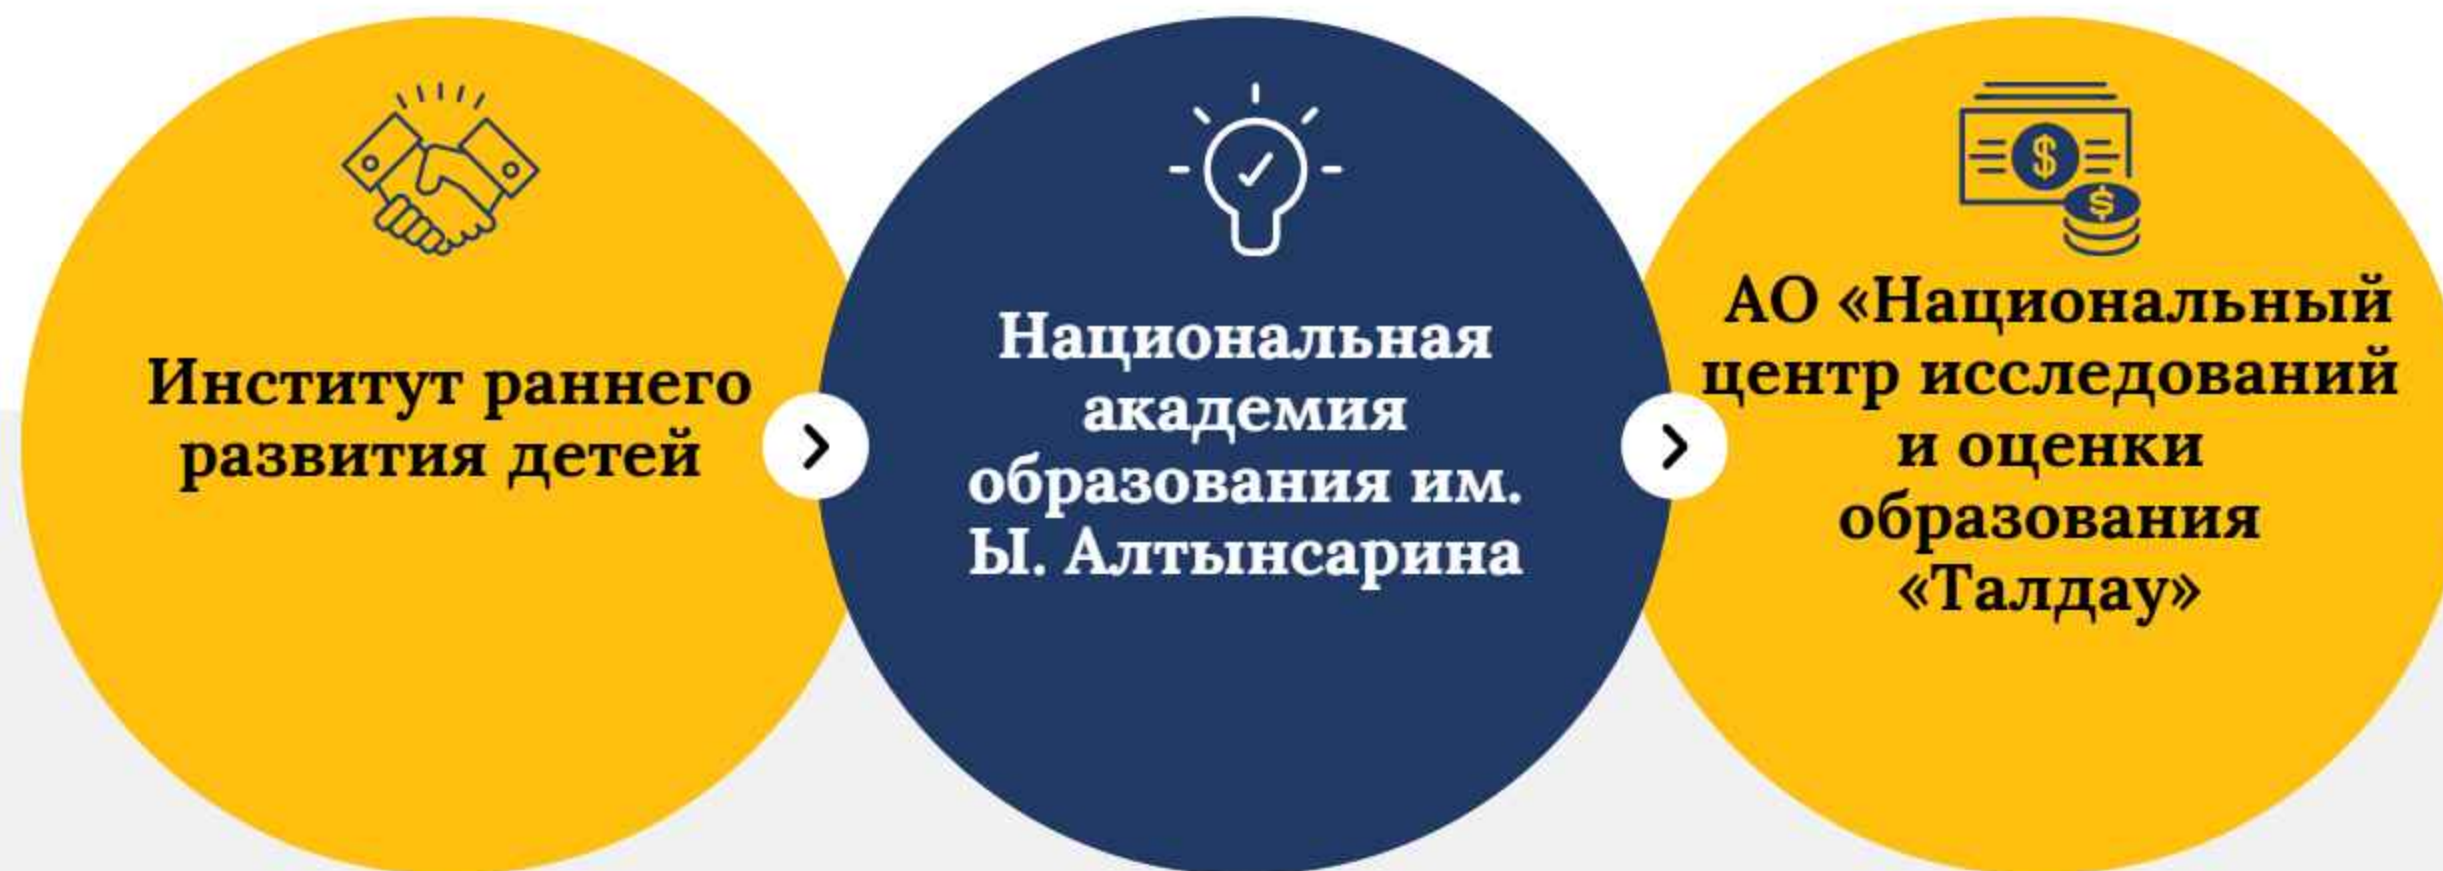 Институт раннего
развития детей
Национальная
академия
образования им.
Ы. Алтынсарина
АО «Национальный
центр исследований
и оценки
образования
«Талдау»